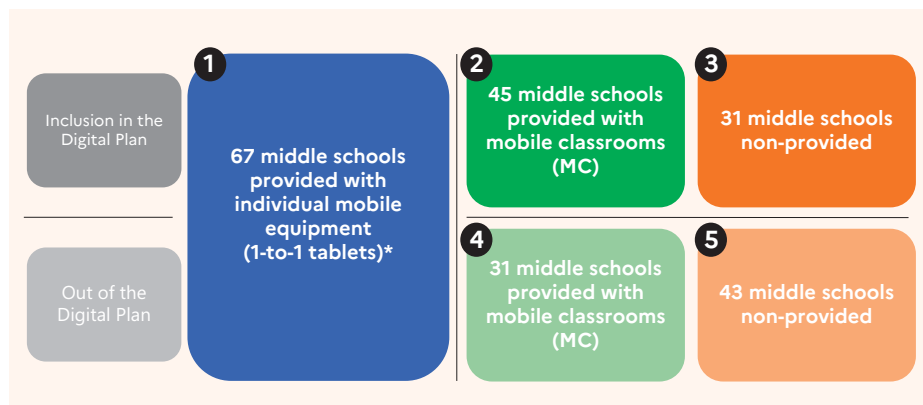 1
2
3
Inclusion in the
Digital Plan
67 middle schools
provided with
individual mobile
equipment
(1-to-1 tablets)*
45 middle schools
provided with
mobile classrooms
(MC)
31 middle schools
non-provided
4
5
Out of the
Digital Plan
31 middle schools
provided with
mobile classrooms
(MC)
43 middle schools
non-provided